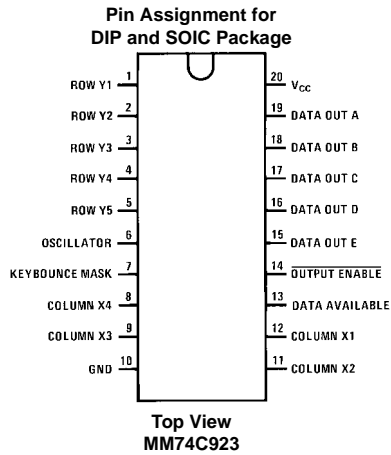 Pin Assignment for
DIP and SOIC Package
ROW Y1 1
ROW Y2 2
ROW Y3 3
ROW Y4 4
ROW Y5 5
OSCILLATOR 6
KEYBOUNCE MASK 7
COLUMN X4 8
COLUMN X3 9
GND 10
20 VCC
19 DATA OUT A
18 DATA OUT B
17 DATA OUT C
16 DATA OUT D
15 DATA OUT E
14 OUTPUT ENABLE
13 DATA AVAILABLE
12 COLUMN X1
11 COLUMN X2
Top View
MM74C923